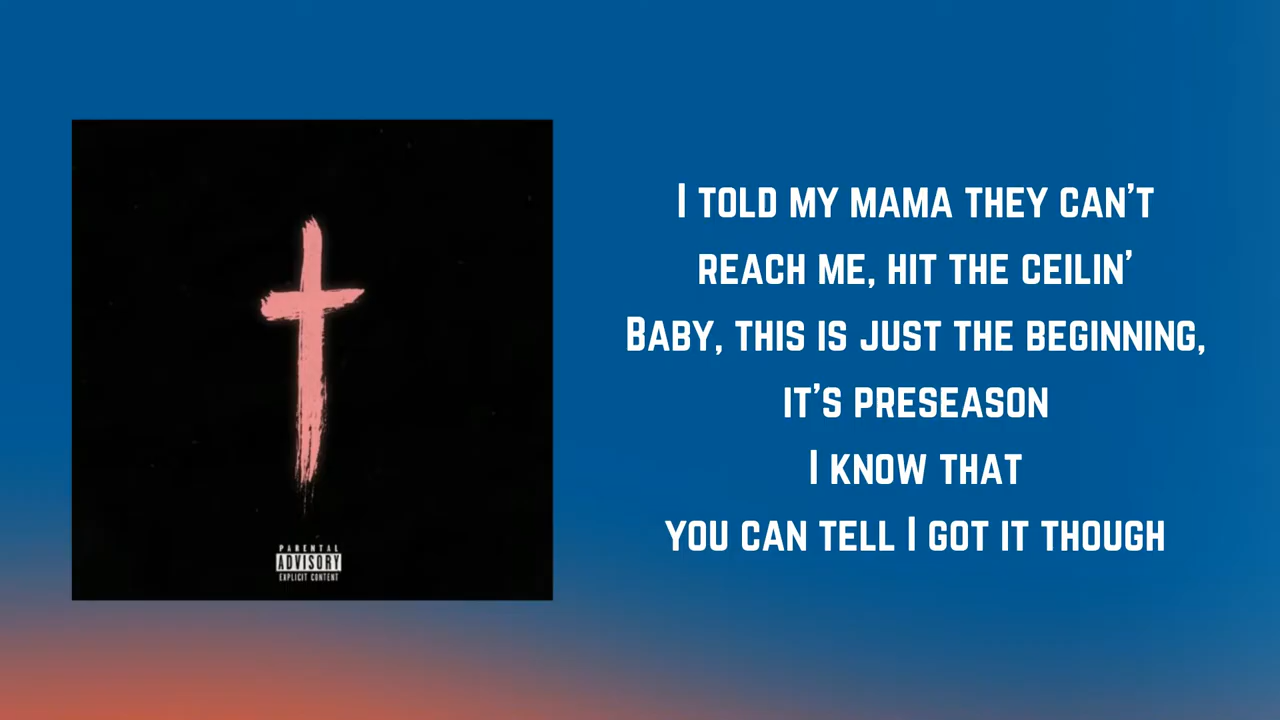 PARENTAL
ADVISORY
EXPLICIT CONTENT
I TOLD MY MAMA THEY CAN'T
REACH ME, HIT THE CEILIN'
BABY, THIS IS JUST THE BEGINNING,
IT'S PRESEASON
I KNOW THAT
YOU CAN TELL I GOT IT THOUGH